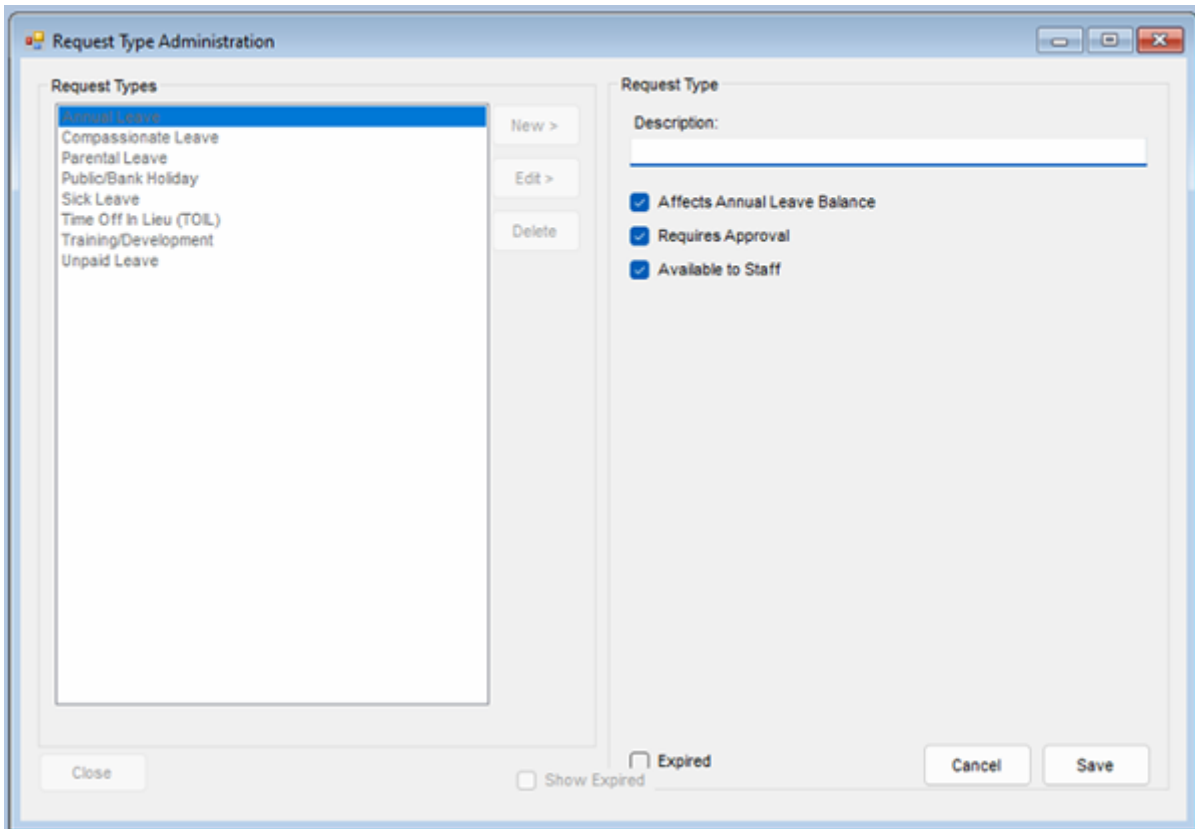 Request Type Administration
Request Types
Annual Leave
Compassionate Leave
Parental Leave
Public/Bank Holiday
Sick Leave
Time Off In Lieu (TOIL)
Training/Development
Unpaid Leave
New >
Edit >
Delete
Close
Show Expired
Request Type
Description:
Affects Annual Leave Balance
Requires Approval
Available to Staff
Expired
Cancel
Save